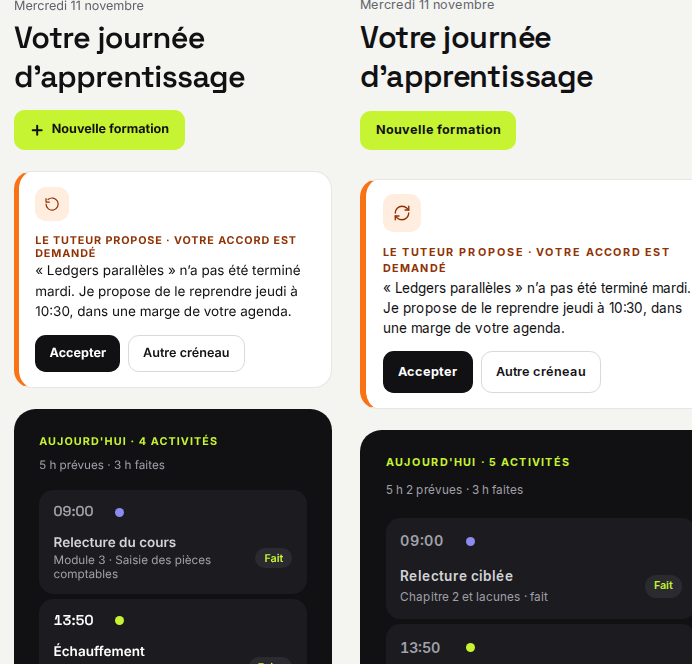 Mercredi 11 novembre
Votre journée
d'apprentissage
+ Nouvelle formation
LE TUTEUR PROPOSE · VOTRE ACCORD EST
DEMANDÉ
« Ledgers parallèles » n'a pas été terminé
mardi. Je propose de le reprendre jeudi à
10:30, dans une marge de votre agenda.
Accepter
Autre créneau
AUJOURD'HUI · 4 ACTIVITÉS
5 h prévues · 3 h faites
09:00
Relecture du cours
Module 3 · Saisie des pièces
comptables
Fait
13:50
Échauffement
Mercredi 11 novembre
Votre journée
d'apprentissage
Nouvelle formation
LE TUTEUR PROPOSE · VOTRE ACCORD EST
DEMANDÉ
« Ledgers parallèles » n'a pas été terminé mardi.
Je propose de le reprendre jeudi à 10:30, dans
une marge de votre agenda.
Accepter
Autre créneau
AUJOURD'HUI · 5 ACTIVITÉS
5 h 2 prévues · 3 h faites
09:00
Relecture ciblée
Chapitre 2 et lacunes · fait
Fait
13:50